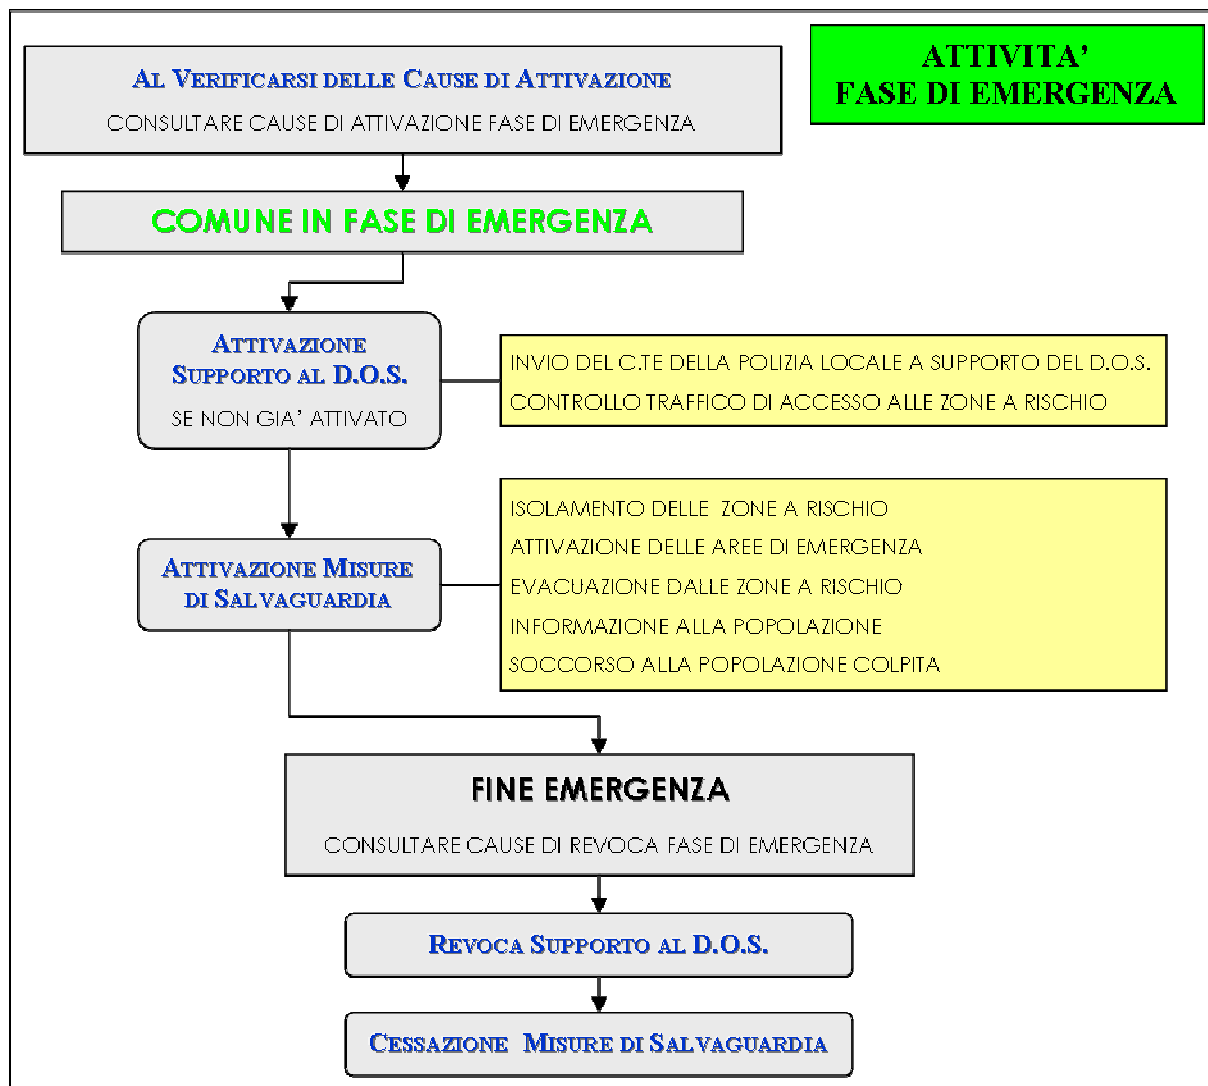 ATTIVITA'
FASE DI EMERGENZA
AL VERIFICARSI DELLE CAUSE DI ATTIVAZIONE
CONSULTARE CAUSE DI ATTIVAZIONE FASE DI EMERGENZA
COMUNE IN FASE DI EMERGENZA
ATTIVAZIONE
SUPPORTO AL D.O.S.
SE NON GIA' ATTIVATO
INVIO DEL C.TE DELLA POLIZIA LOCALE A SUPPORTO DEL D.O.S.
CONTROLLO TRAFFICO DI ACCESSO ALLE ZONE A RISCHIO
ATTIVAZIONE MISURE
DI SALVAGUARDIA
ISOLAMENTO DELLE ZONE A RISCHIO
ATTIVAZIONE DELLE AREE DI EMERGENZA
EVACUAZIONE DALLE ZONE A RISCHIO
INFORMAZIONE ALLA POPOLAZIONE
SOCCORSO ALLA POPOLAZIONE COLPITA
FINE EMERGENZA
CONSULTARE CAUSE DI REVOCA FASE DI EMERGENZA
REVOCA SUPPORTO AL D.O.S.
CESSAZIONE MISURE DI SALVAGUARDIA